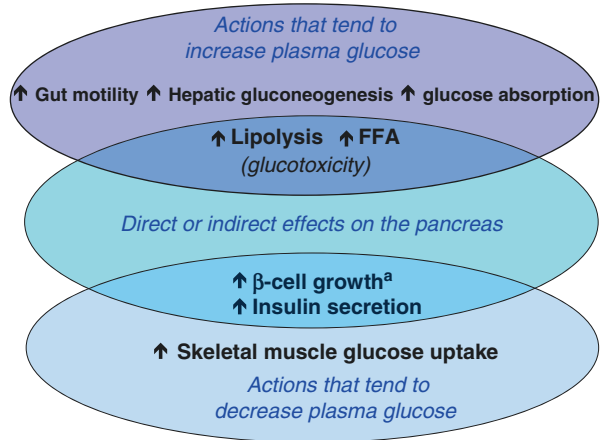 Actions that tend to
increase plasma glucose
↑ Gut motility ↑ Hepatic gluconeogenesis ↑ glucose absorption
↑ Lipolysis ↑ FFA
(glucotoxicity)
Direct or indirect effects on the pancreas
↑ β-cell growthᵃ
↑ Insulin secretion
↑ Skeletal muscle glucose uptake
Actions that tend to
decrease plasma glucose